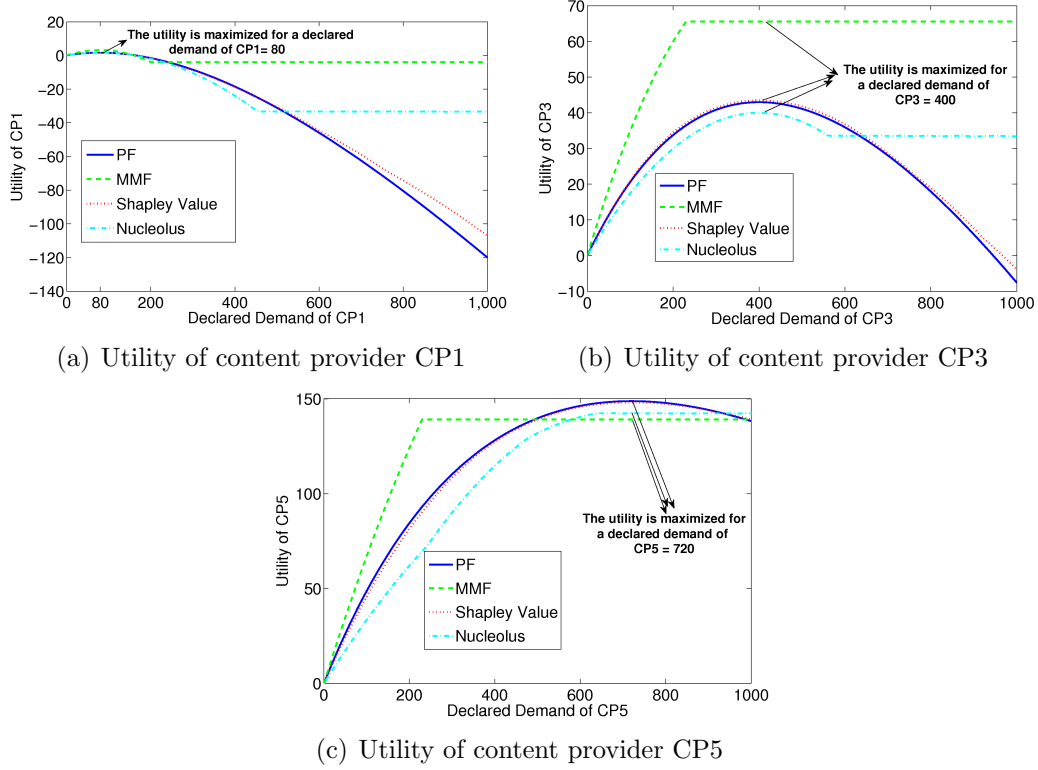 20
0
−20
−40
−60
−80
−100
−120
−140
Utility of CP1
The utility is maximized for a declared
demand of CP1= 80
PF
MMF
Shapley Value
Nucleolus
0 80 200 400 600 800 1,000
Declared Demand of CP1
(a) Utility of content provider CP1
70
60
50
40
30
20
10
0
−10
Utility of CP3
The utility is maximized for
a declared demand of
CP3 = 400
PF
MMF
Shapley Value
Nucleolus
0 200 400 600 800 1000
Declared Demand of CP3
(b) Utility of content provider CP3
150
100
50
0
Utility of CP5
The utility is maximized for
a declared demand of
CP5 = 720
PF
MMF
Shapley Value
Nucleolus
0 200 400 600 800 1000
Declared Demand of CP5
(c) Utility of content provider CP5